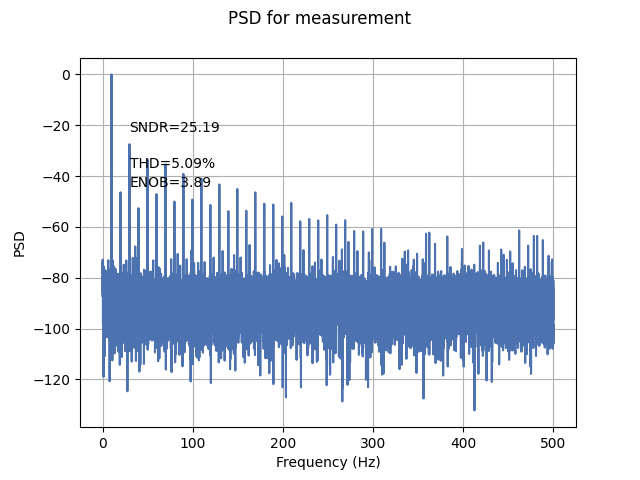 PSD for measurement
PSD
0
−20
−40
−60
−80
−100
−120
SNDR=25.19
THD=5.09%
ENOB=3.89
0
100
200
300
400
500
Frequency (Hz)